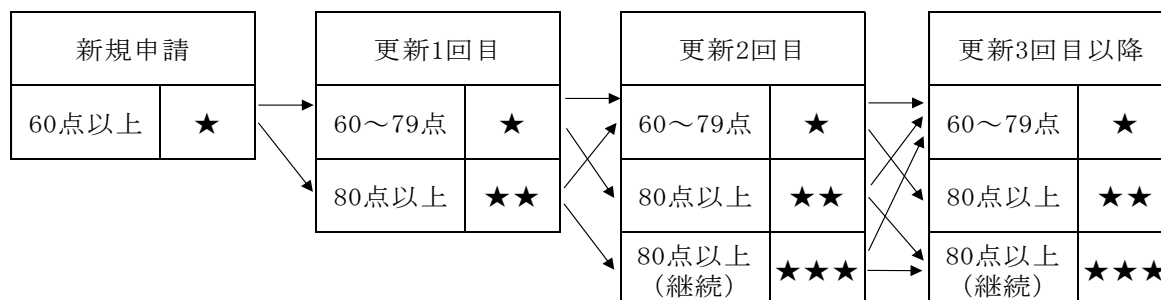 新規申請
60点以上 ★
更新1回目
60～79点 ★
80点以上 ★★
更新2回目
60～79点 ★
80点以上 ★★
80点以上
(継続) ★★★
更新3回目以降
60～79点 ★
80点以上 ★★
80点以上
(継続) ★★★